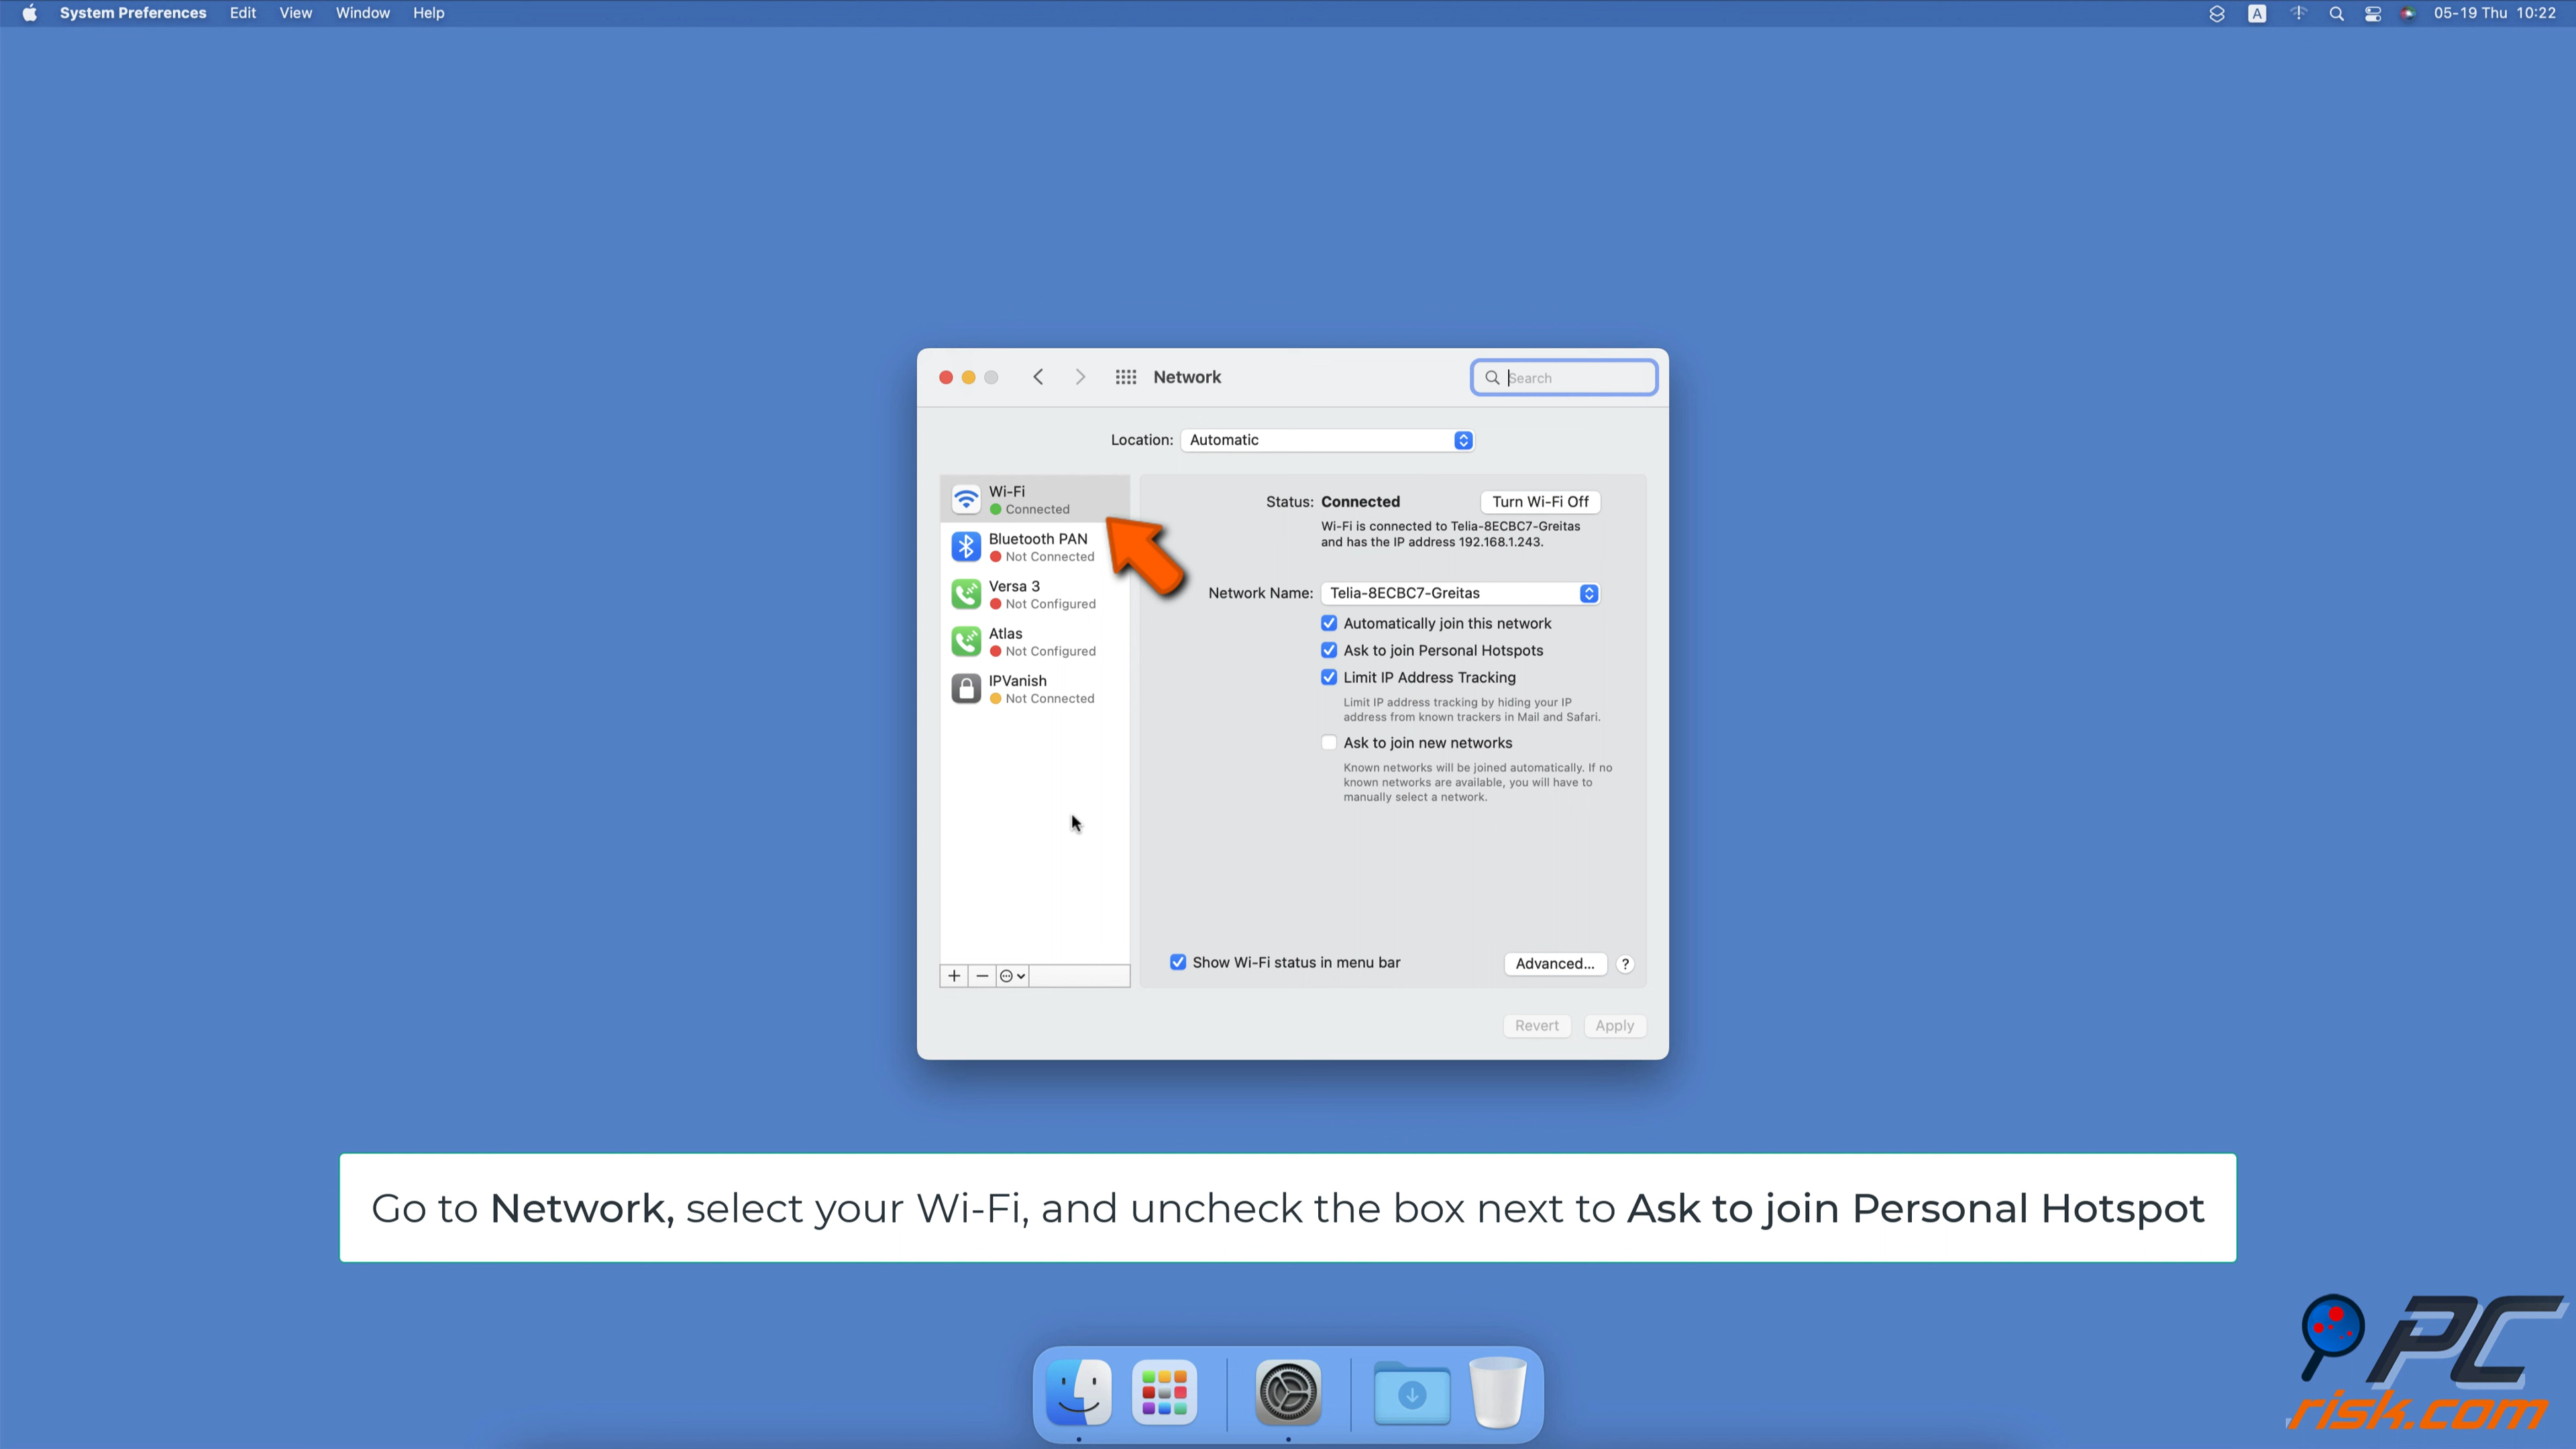 System Preferences Edit View Window Help
A 05-19 Thu 10:22
Network
Search
Location: Automatic
Wi-Fi
Connected
Bluetooth PAN
Not Connected
Versa 3
Not Configured
Atlas
Not Configured
IPVanish
Not Connected
Status: Connected
Turn Wi-Fi Off
Wi-Fi is connected to Telia-8ECBC7-Greitas
and has the IP address 192.168.1.243.
Network Name: Telia-8ECBC7-Greitas
Automatically join this network
Ask to join Personal Hotspots
Limit IP Address Tracking
Limit IP address tracking by hiding your IP
address from known trackers in Mail and Safari.
Ask to join new networks
Known networks will be joined automatically. If no
known networks are available, you will have to
manually select a network.
Show Wi-Fi status in menu bar
Advanced... ?
Revert Apply
Go to Network, select your Wi-Fi, and uncheck the box next to Ask to join Personal Hotspot
PC
risk.com